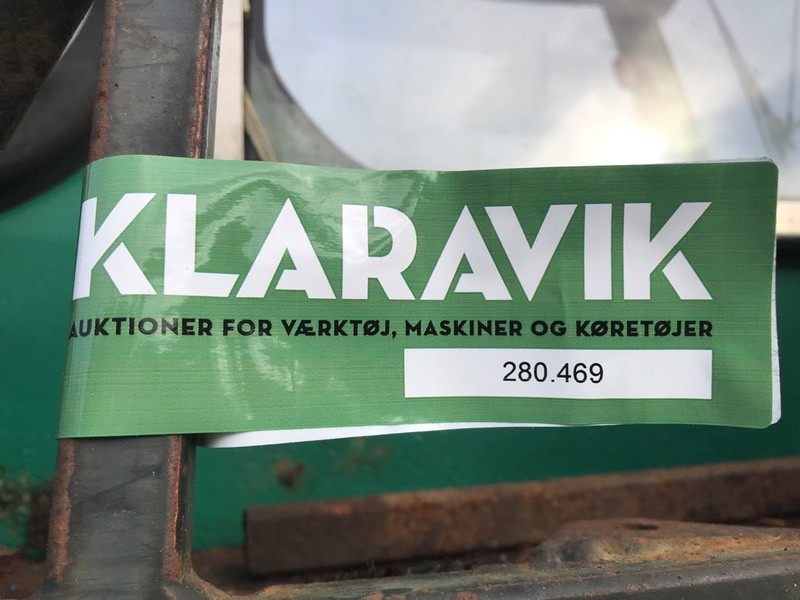 KLARAVIK
AUKTIONER FOR VÆRKTØJ, MASKINER OG KØRETØJER
280.469